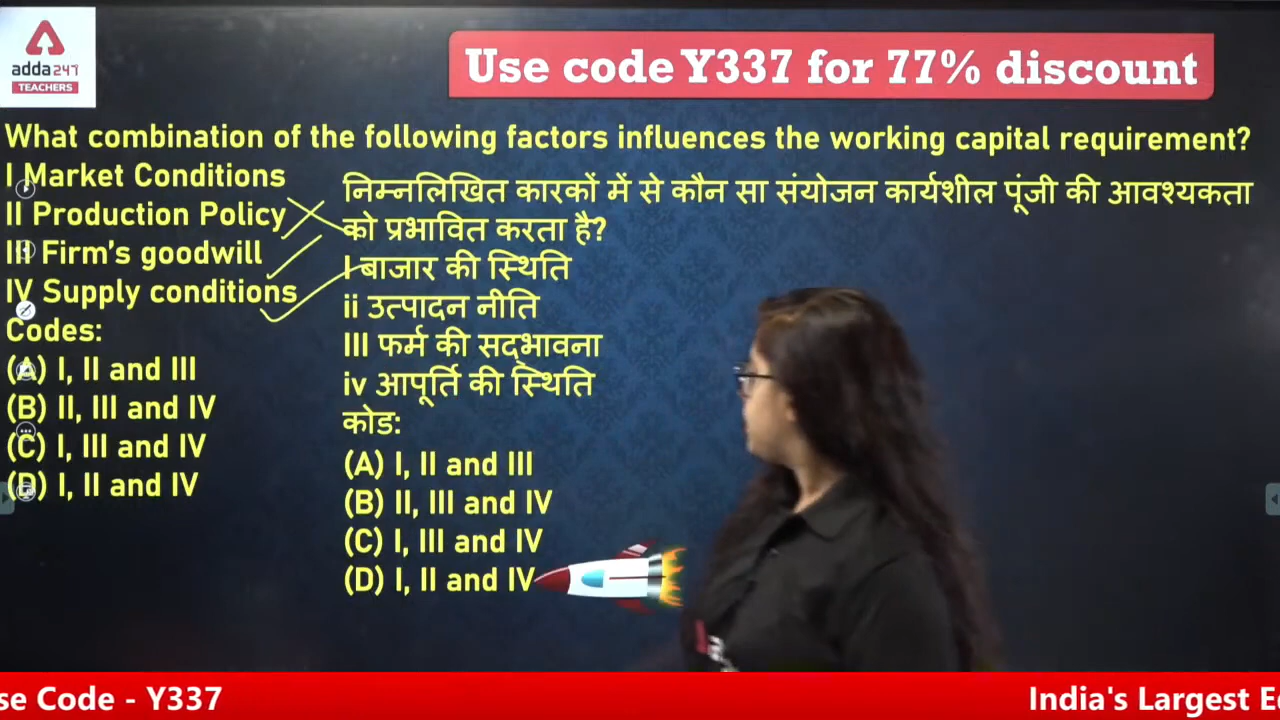 adda247
TEACHERS
Use code Y337 for 77% discount
What combination of the following factors influences the working capital requirement?
I Market Conditions
II Production Policy
III Firm's goodwill
IV Supply conditions
Codes:
(A) I, II and III
(B) II, III and IV
(C) I, III and IV
(D) I, II and IV
निम्नलिखित कारकों में से कौन सा संयोजन कार्यशील पूंजी की आवश्यकता
को प्रभावित करता है?
I बाजार की स्थिति
ii उत्पादन नीति
III फर्म की सद्भावना
iv आपूर्ति की स्थिति
कोड:
(A) I, II and III
(B) II, III and IV
(C) I, III and IV
(D) I, II and IV
se Code - Y337
India's Largest